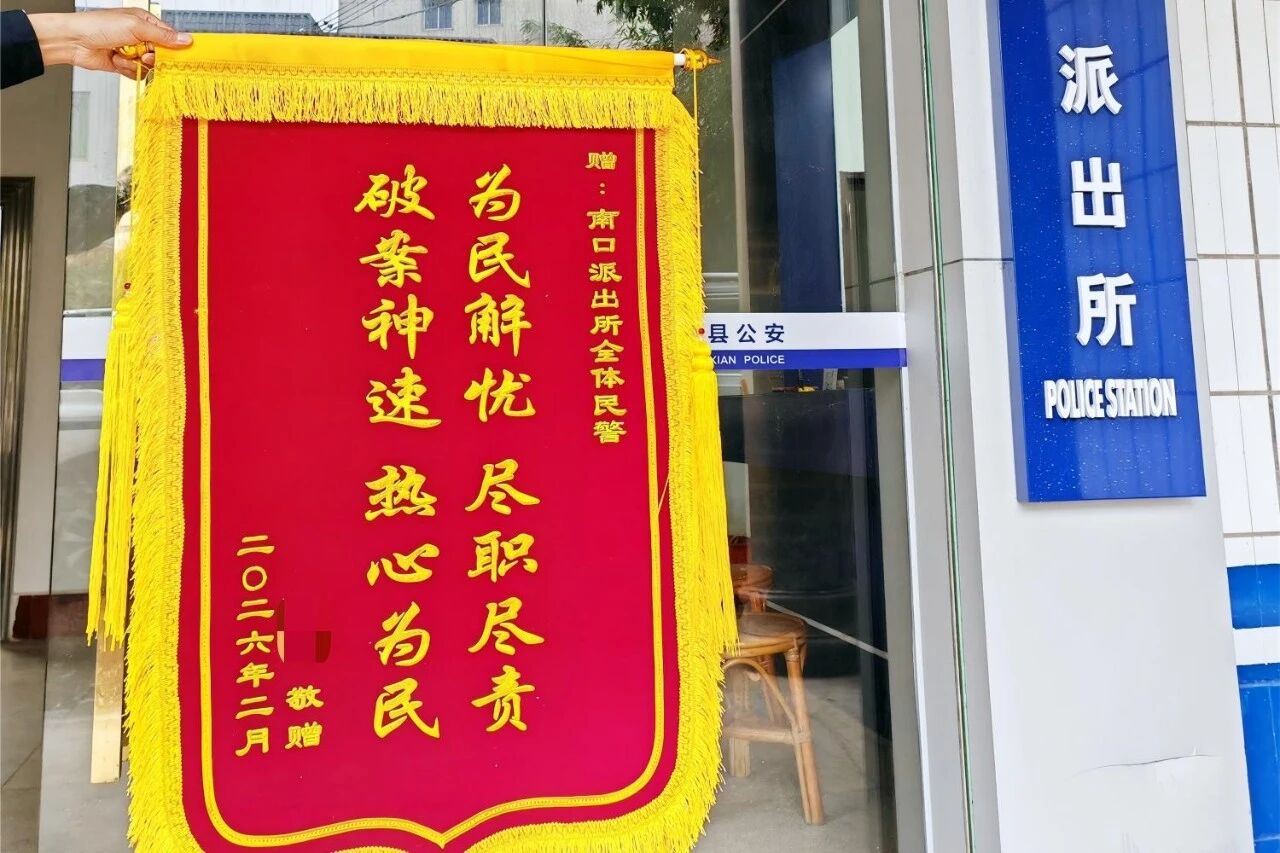 赠：南口派出所全体民警
为民解忧 尽职尽责
破案神速 热心为民
敬赠
二〇二六年二月
县公安
XIAN POLICE
派出所
POLICE STATION